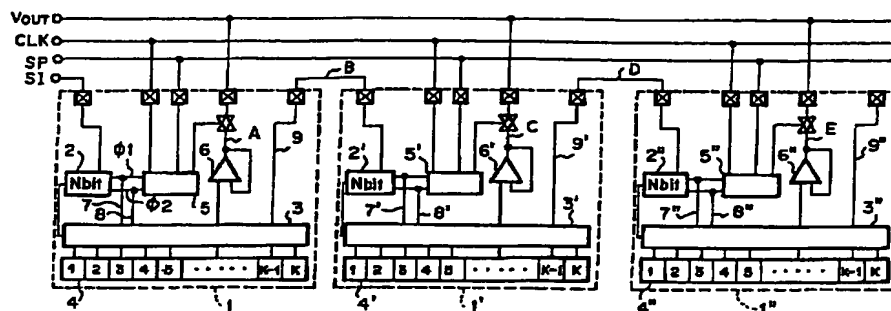 VOUT
CLK
SP
SI
B
D
A
C
E
2 φ1 6 9
Nbit
7 8 φ2 5 3
2' 5' 6' 9'
Nbit
7' 8' 3'
2" 5" 6" 9"
Nbit
7" 8" 3"
1 2 3 4 5 ······ K-1 K
1 2 3 4 5 ······ K-1 K
1 2 3 4 5 ······ K-1 K
4 1
4' 1'
4" 1"